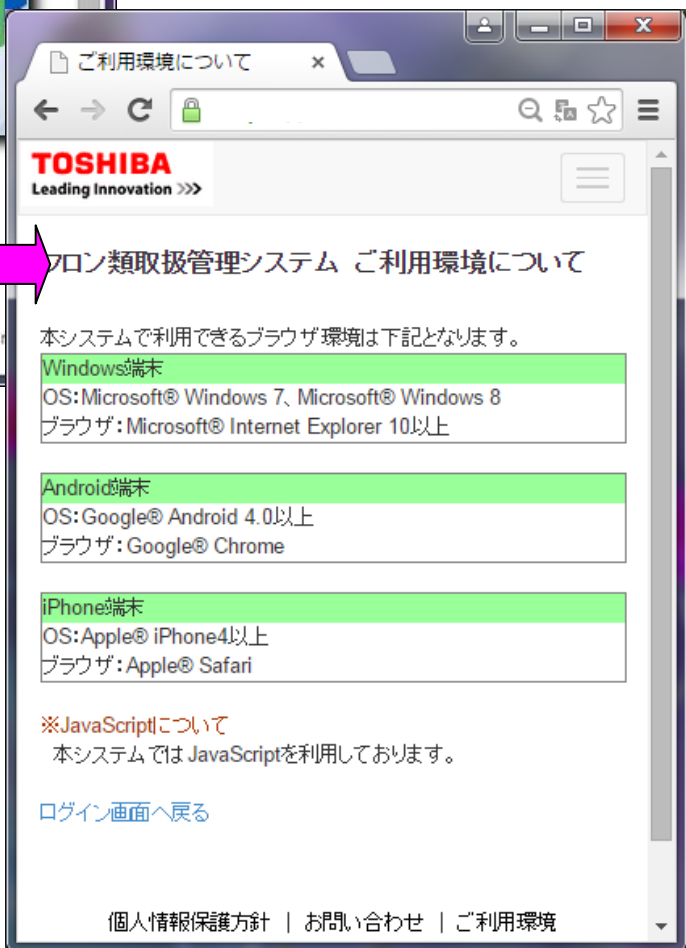 ご利用環境について
TOSHIBA
Leading Innovation >>>
フロン類取扱管理システム ご利用環境について
本システムで利用できるブラウザ環境は下記となります。
Windows端末
OS:Microsoft® Windows 7、Microsoft® Windows 8
ブラウザ:Microsoft® Internet Explorer 10以上
Android端末
OS:Google® Android 4.0以上
ブラウザ:Google® Chrome
iPhone端末
OS:Apple® iPhone4以上
ブラウザ:Apple® Safari
※JavaScriptについて
本システムでは JavaScriptを利用しております。
ログイン画面へ戻る
個人情報保護方針 | お問い合わせ | ご利用環境